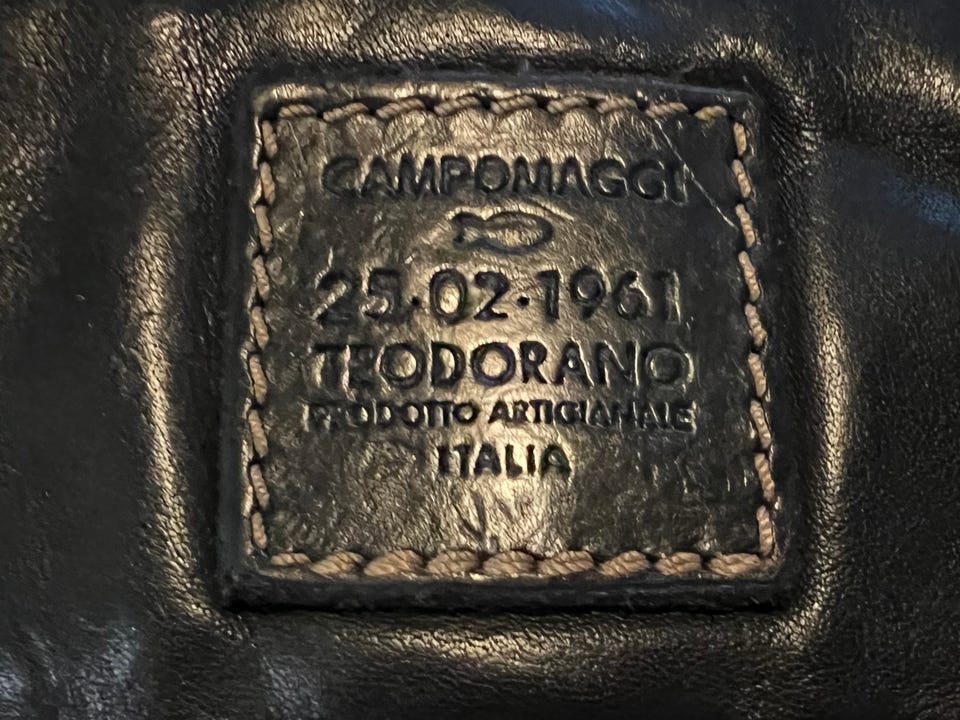 CAMPOMAGGI
25·02·1961
TEODORANO
PRODOTTO ARTIGIANALE
ITALIA